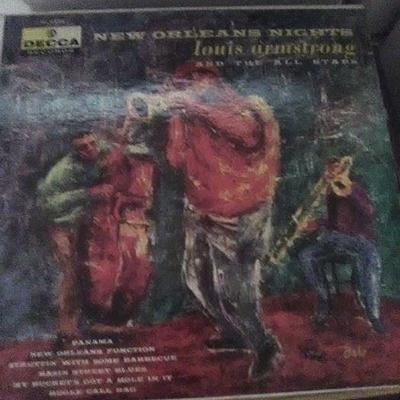 DECCA
RECORDS
NEW ORLEANS NIGHTS
louis armstrong
AND THE ALL STARS
PANAMA
NEW ORLEANS FUNCTION
STRUTTIN WITH SOME BARBECUE
BASIN STREET BLUES
MY BUCKET'S GOT A HOLE IN IT
BUGLE CALL RAG